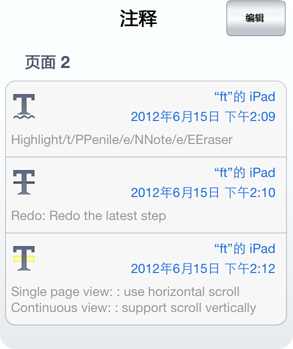 注释
编辑
页面 2
“ft”的 iPad
2012年6月15日 下午2:09
Highlight/t/PPenile/e/NNote/e/EEraser
“ft”的 iPad
2012年6月15日 下午2:10
Redo: Redo the latest step
“ft”的 iPad
2012年6月15日 下午2:12
Single page view: : use horizontal scroll
Continuous view: : support scroll vertically